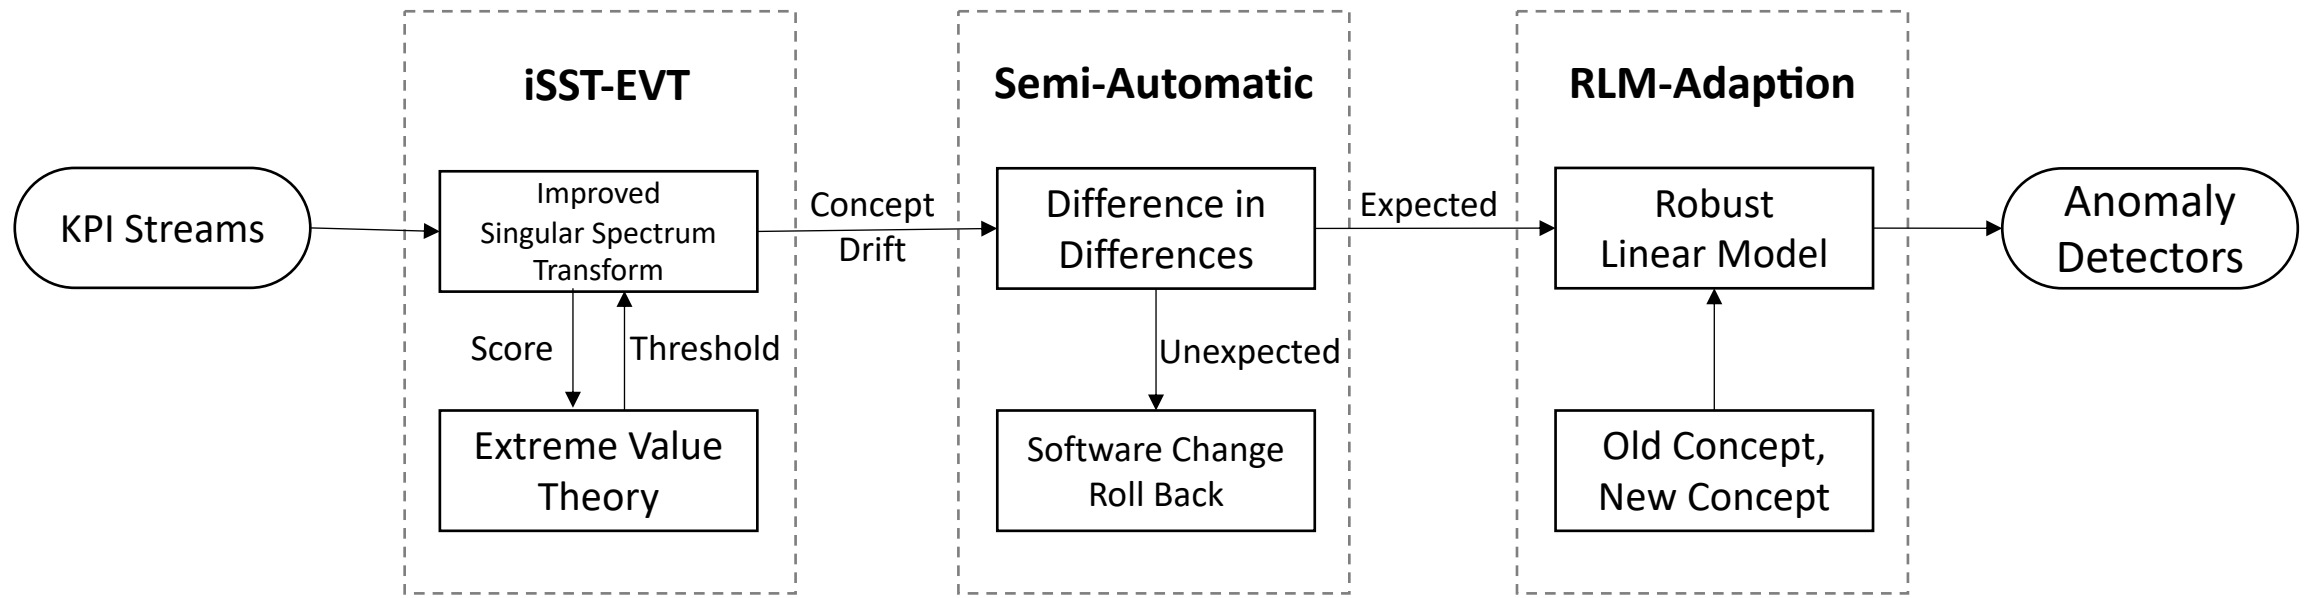 iSST-EVT
Semi-Automatic
RLM-Adaption
KPI Streams
Improved
Singular Spectrum
Transform
Concept
Drift
Difference in
Differences
Expected
Robust
Linear Model
Anomaly
Detectors
Score
Threshold
Unexpected
Extreme Value
Theory
Software Change
Roll Back
Old Concept,
New Concept